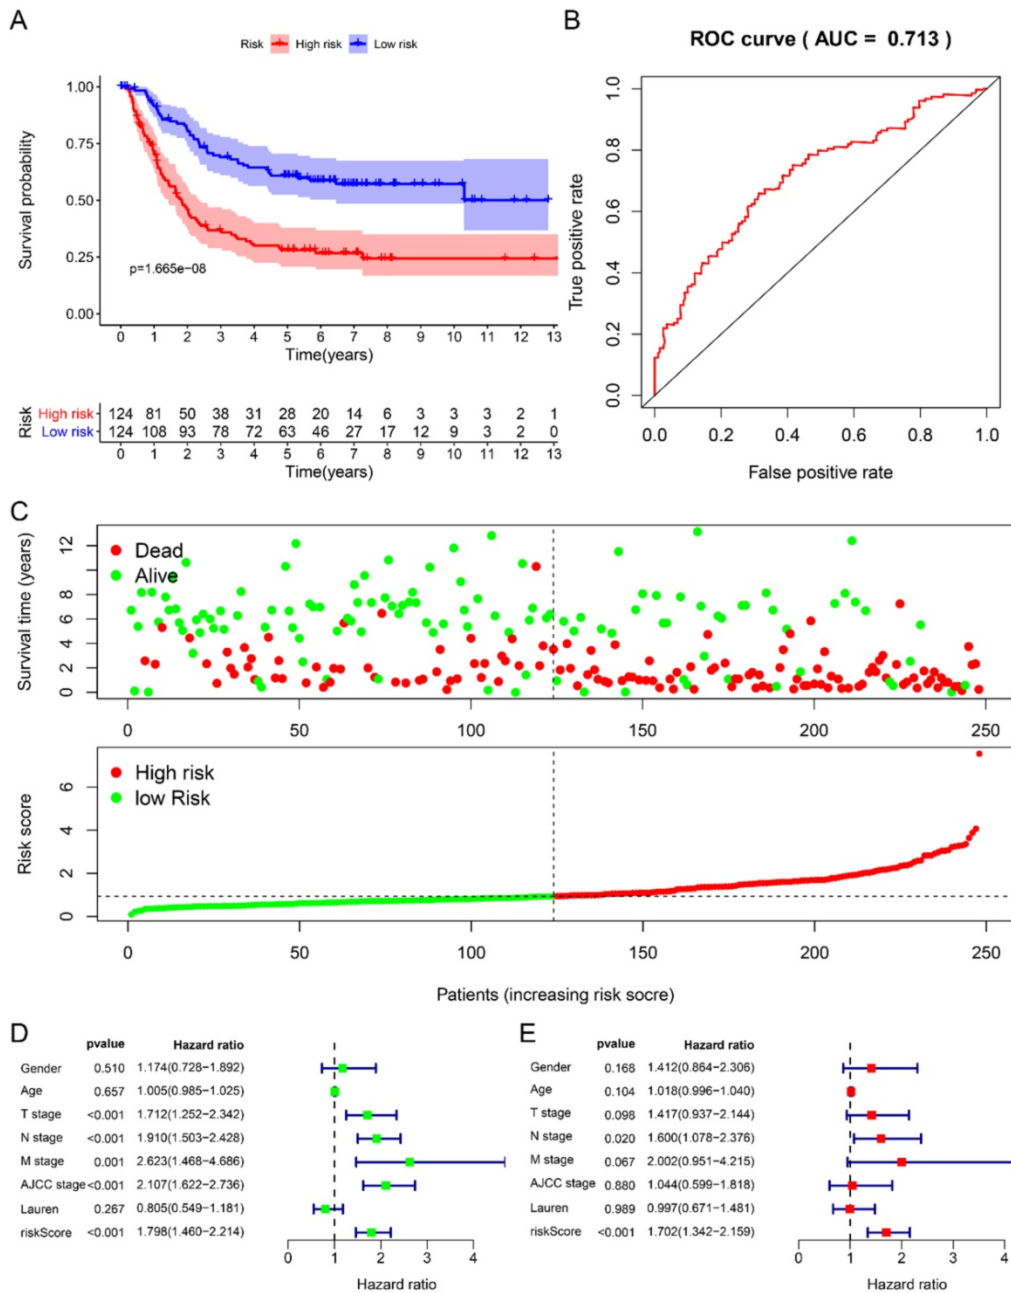 A
Risk High risk Low risk
Survival probability
1.00
0.75
0.50
0.25
0.00
p=1.665e−08
0 1 2 3 4 5 6 7 8 9 10 11 12 13
Time(years)
Risk
High risk 124 81 50 38 31 28 20 14 6 3 3 3 2 1
Low risk 124 108 93 78 72 63 46 27 17 12 9 3 2 0
0 1 2 3 4 5 6 7 8 9 10 11 12 13
Time(years)
B
ROC curve ( AUC = 0.713 )
True positive rate
1.0
0.8
0.6
0.4
0.2
0.0
0.0 0.2 0.4 0.6 0.8 1.0
False positive rate
C
Survival time (years)
12
8
6
4
2
0
Dead
Alive
0 50 100 150 200 250
Risk score
6
4
2
0
High risk
low Risk
0 50 100 150 200 250
Patients (increasing risk socre)
D
pvalue Hazard ratio
Gender 0.510 1.174(0.728−1.892)
Age 0.657 1.005(0.985−1.025)
T stage <0.001 1.712(1.252−2.342)
N stage <0.001 1.910(1.503−2.428)
M stage 0.001 2.623(1.468−4.686)
AJCC stage <0.001 2.107(1.622−2.736)
Lauren 0.267 0.805(0.549−1.181)
riskScore <0.001 1.798(1.460−2.214)
0 1 2 3 4
Hazard ratio
E
pvalue Hazard ratio
Gender 0.168 1.412(0.864−2.306)
Age 0.104 1.018(0.996−1.040)
T stage 0.098 1.417(0.937−2.144)
N stage 0.020 1.600(1.078−2.376)
M stage 0.067 2.002(0.951−4.215)
AJCC stage 0.880 1.044(0.599−1.818)
Lauren 0.989 0.997(0.671−1.481)
riskScore <0.001 1.702(1.342−2.159)
0 1 2 3 4
Hazard ratio